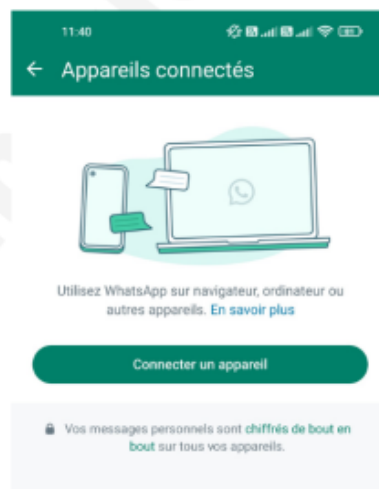 11:40
← Appareils connectés
Utilisez WhatsApp sur navigateur, ordinateur ou
autres appareils. En savoir plus
Connecter un appareil
Vos messages personnels sont chiffrés de bout en
bout sur tous vos appareils.